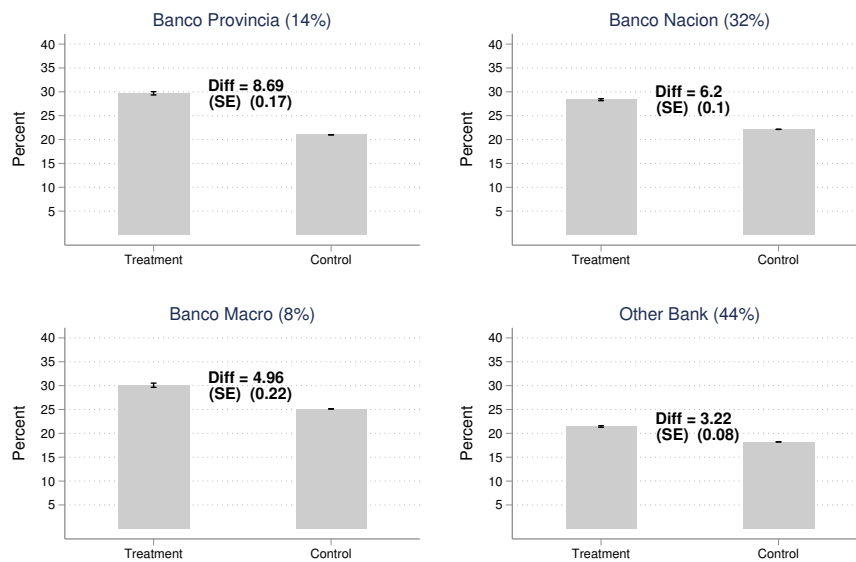 Banco Provincia (14%)
Percent
40
35
30
25
20
15
10
5
Diff = 8.69
(SE) (0.17)
Treatment
Control
Banco Nacion (32%)
Percent
40
35
30
25
20
15
10
5
Diff = 6.2
(SE) (0.1)
Treatment
Control
Banco Macro (8%)
Percent
40
35
30
25
20
15
10
5
Diff = 4.96
(SE) (0.22)
Treatment
Control
Other Bank (44%)
Percent
40
35
30
25
20
15
10
5
Diff = 3.22
(SE) (0.08)
Treatment
Control